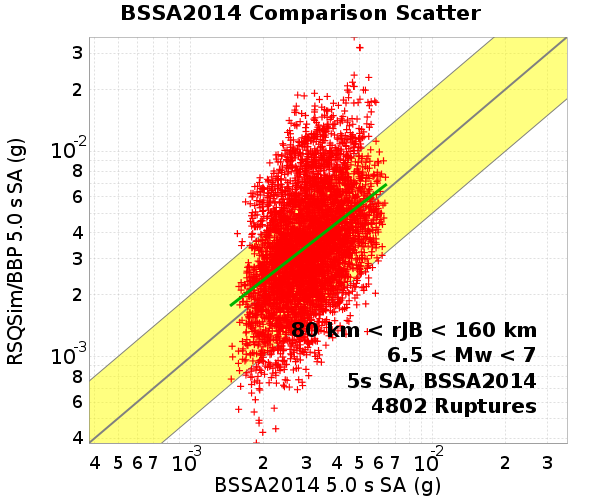 BSSA2014 Comparison Scatter
RSQSim/BBP 5.0 s SA (g)
3
2
10-2
8
6
4
3
2
10-3
8
6
4
80 km < rJB < 160 km
6.5 < Mw < 7
5s SA, BSSA2014
4802 Ruptures
4 5 6 7 10-3 2 3 4 5 6 7 10-2 2 3
BSSA2014 5.0 s SA (g)